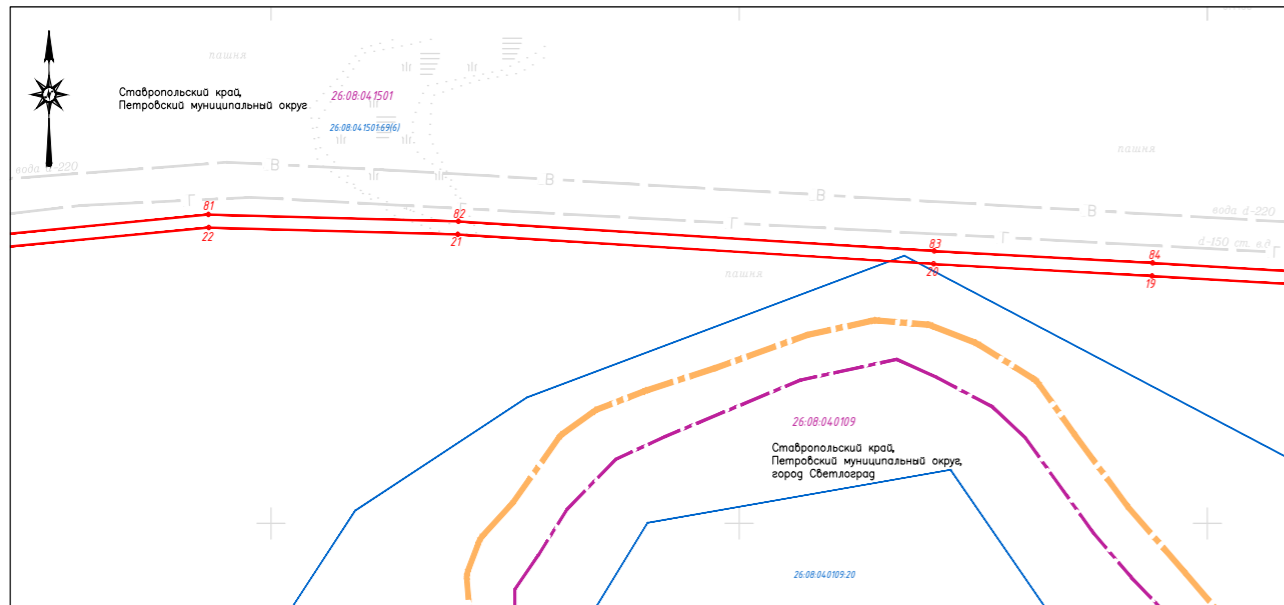 пашня
Ставропольский край,
Петровский муниципальный округ
26:08:041501
26:08:041501:69(6)
пашня
вода d-220
В
В
В
В
вода d-220
Г
Г
Г
Г
Г
d-150 ст. в.д
81
82
83
84
22
21
20
19
пашня
26:08:040109
Ставропольский край,
Петровский муниципальный округ,
город Светлоград
26:08:040109:20